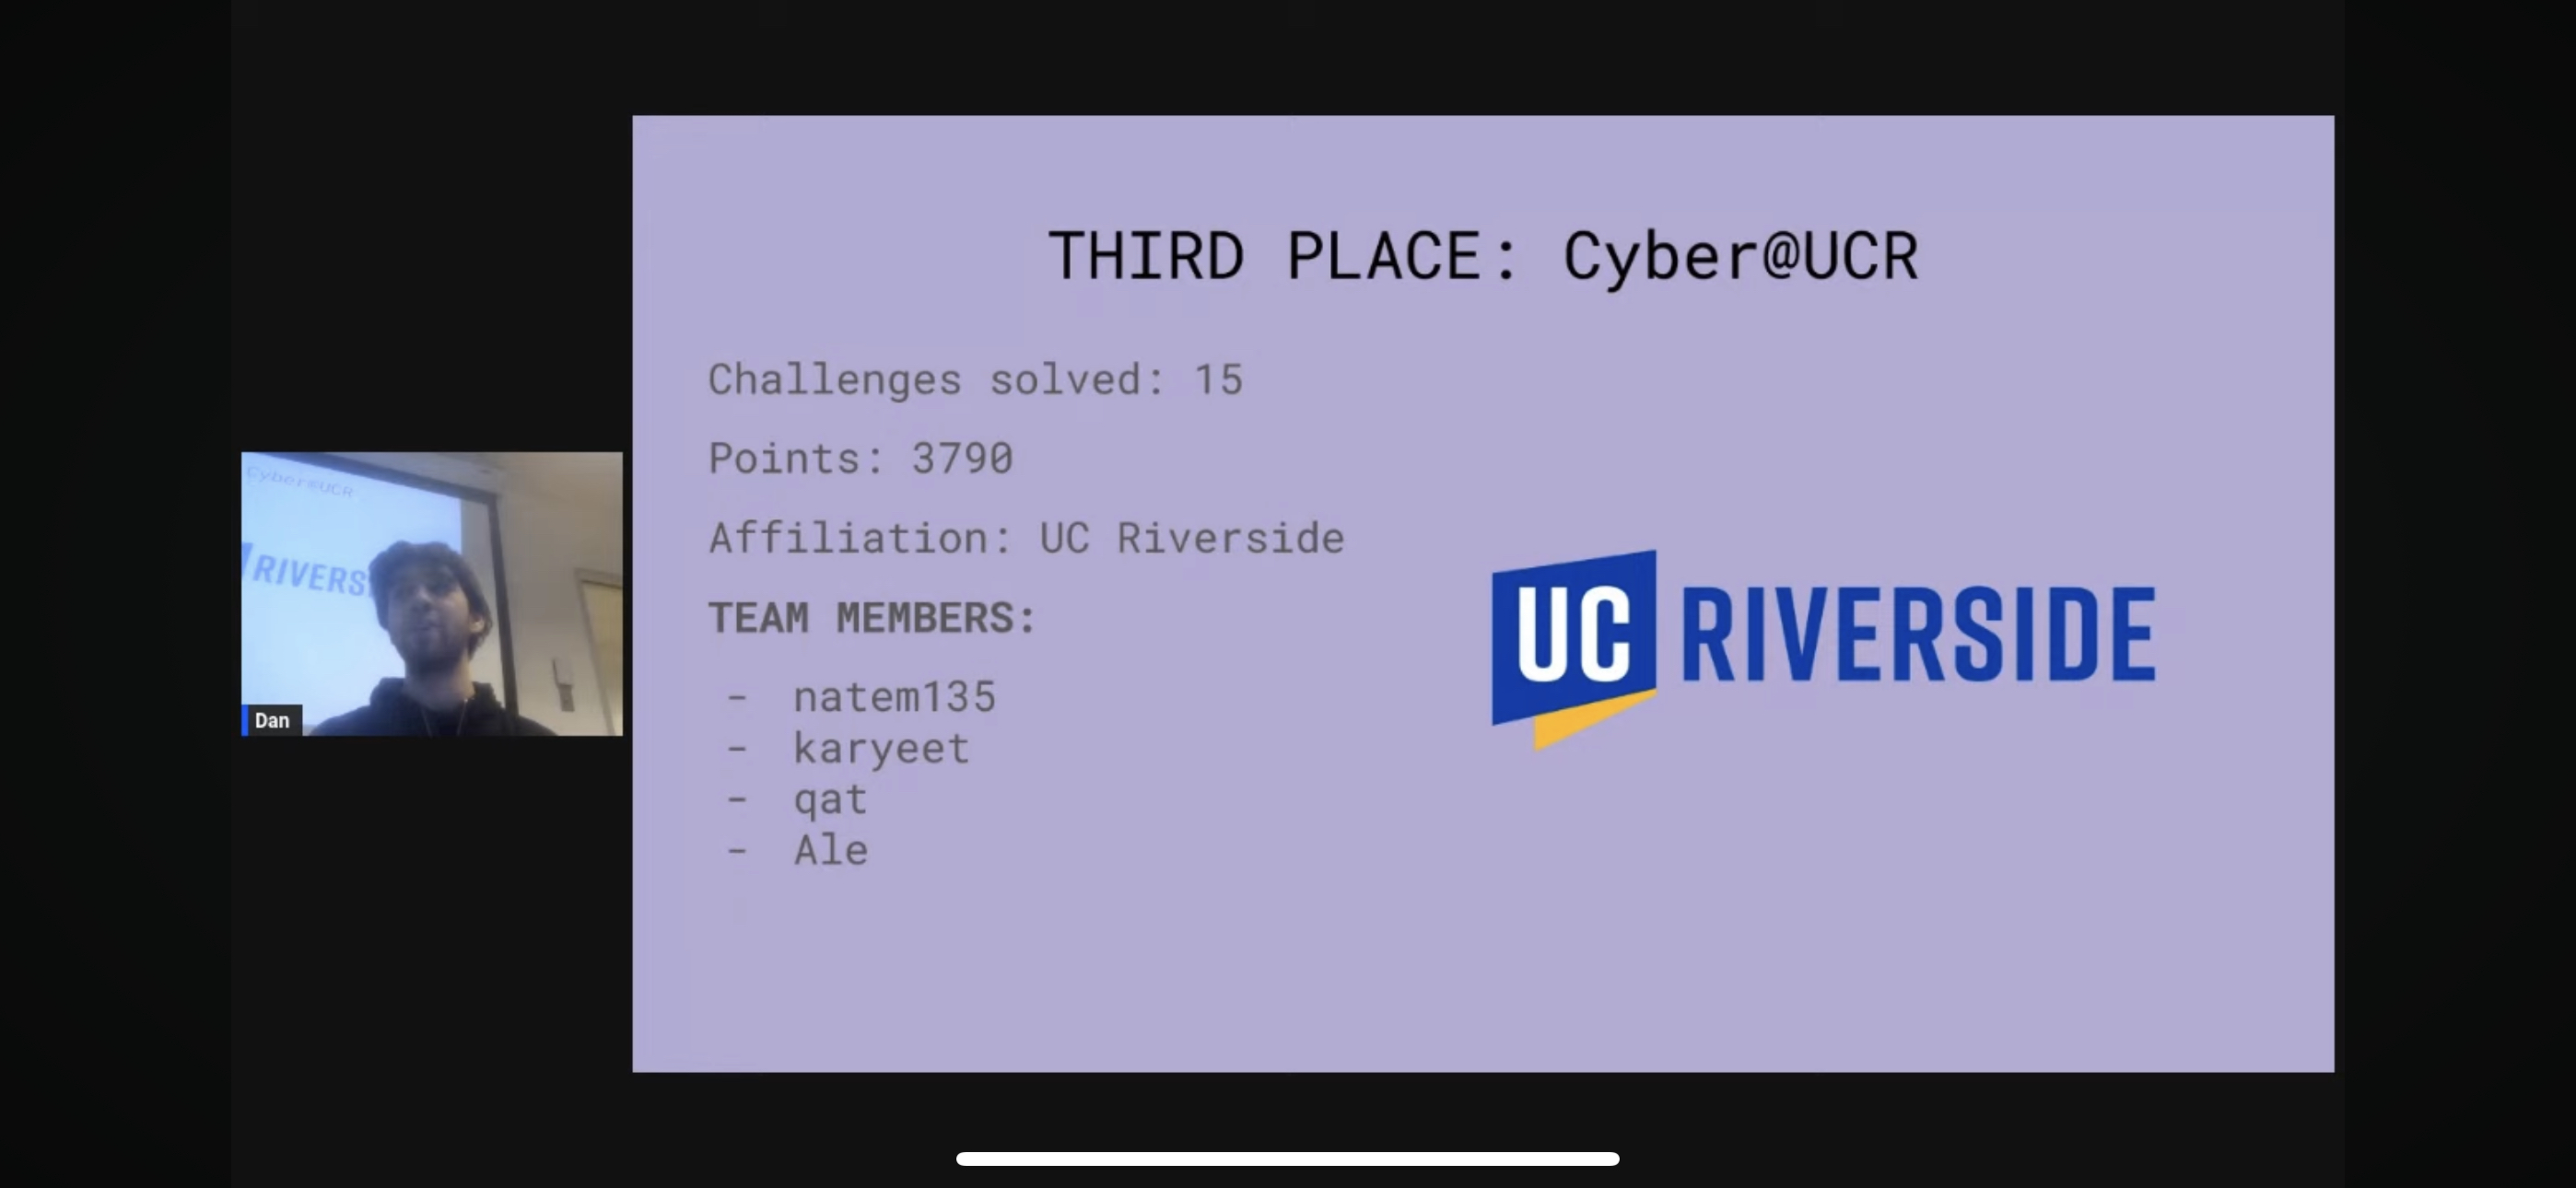 THIRD PLACE: Cyber@UCR
Challenges solved: 15
Points: 3790
Affiliation: UC Riverside
TEAM MEMBERS:
- natem135
- karyeet
- qat
- Ale
UC RIVERSIDE
Cyber@UCR
RIVERS
Dan